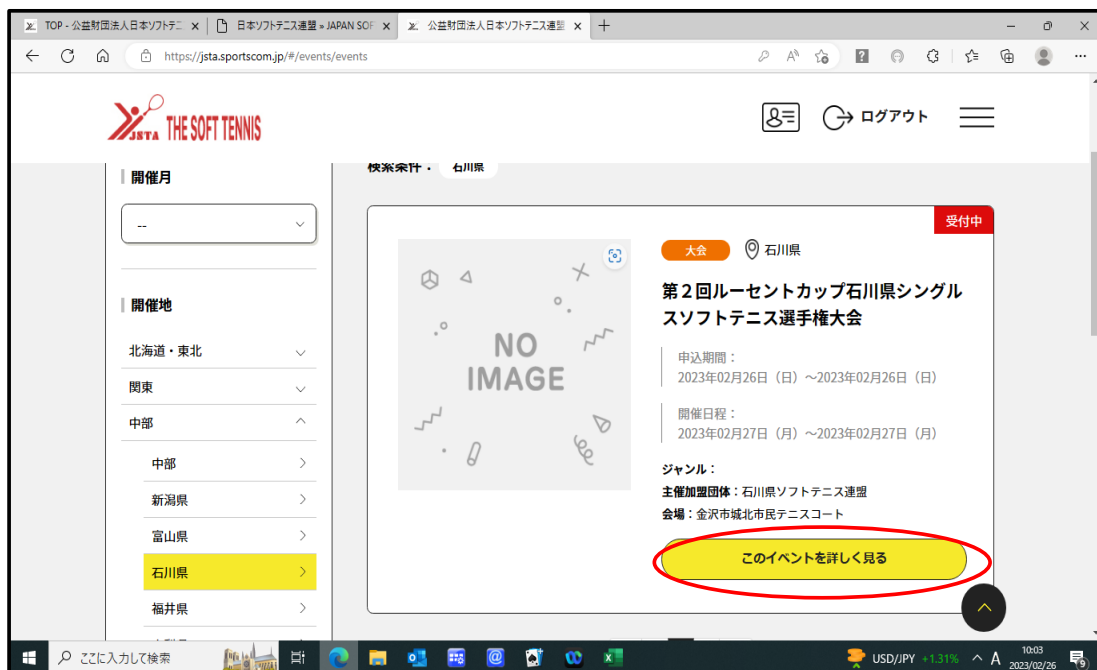 TOP - 公益財団法人日本ソフトテニ
日本ソフトテニス連盟 » JAPAN SOF
公益財団法人日本ソフトテニス連盟
https://jsta.sportscom.jp/#/events/events
JSTA THE SOFT TENNIS
ログアウト
開催月
--
開催地
北海道・東北
関東
中部
中部
新潟県
富山県
石川県
福井県
検索条件： 石川県
受付中
NO
IMAGE
大会 石川県
第２回ルーセントカップ石川県シングル
スソフトテニス選手権大会
申込期間：
2023年02月26日（日）～2023年02月26日（日）
開催日程：
2023年02月27日（月）～2023年02月27日（月）
ジャンル：
主催加盟団体：石川県ソフトテニス連盟
会場：金沢市城北市民テニスコート
このイベントを詳しく見る
ここに入力して検索
USD/JPY +1.31%
A
10:03
2023/02/26
9